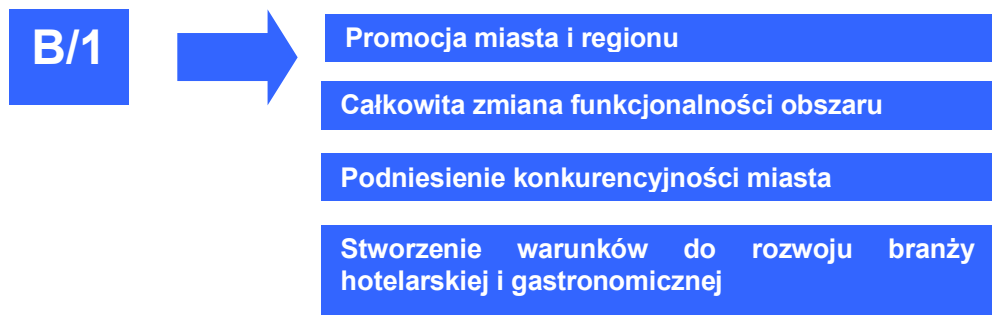 B/1
Promocja miasta i regionu
Całkowita zmiana funkcjonalności obszaru
Podniesienie konkurencyjności miasta
Stworzenie warunków do rozwoju branży
hotelarskiej i gastronomicznej